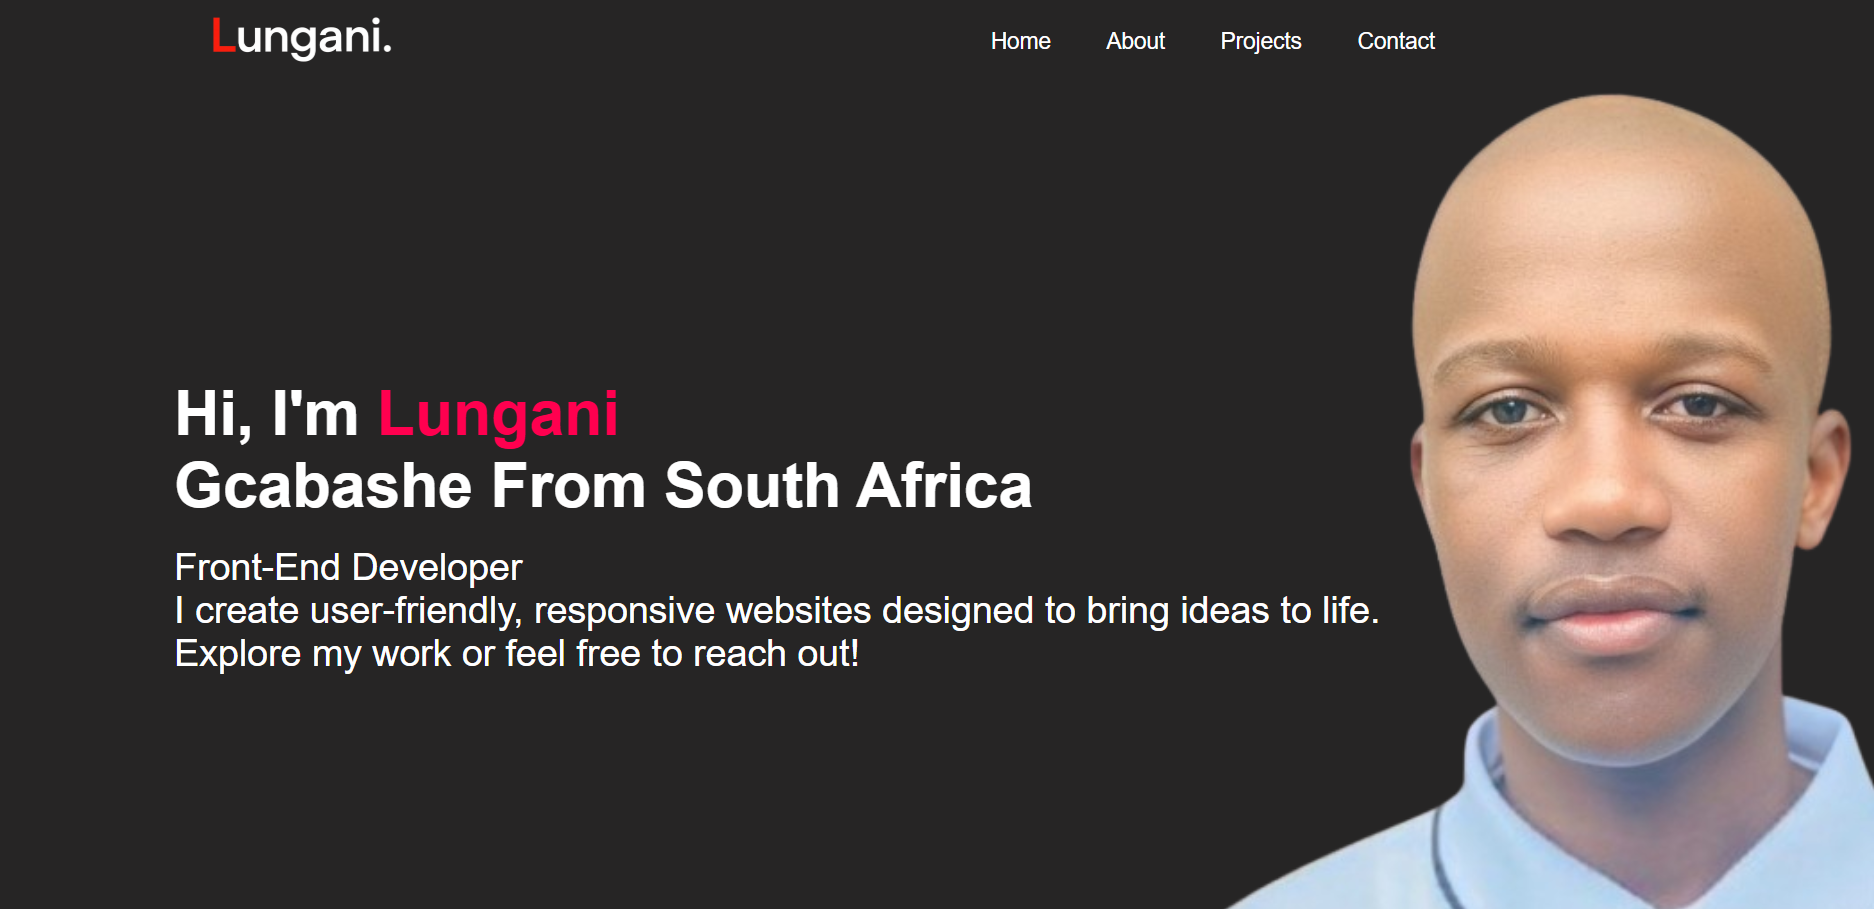 Lungani.
Home About Projects Contact
Hi, I'm Lungani
Gcabashe From South Africa
Front-End Developer
I create user-friendly, responsive websites designed to bring ideas to life.
Explore my work or feel free to reach out!